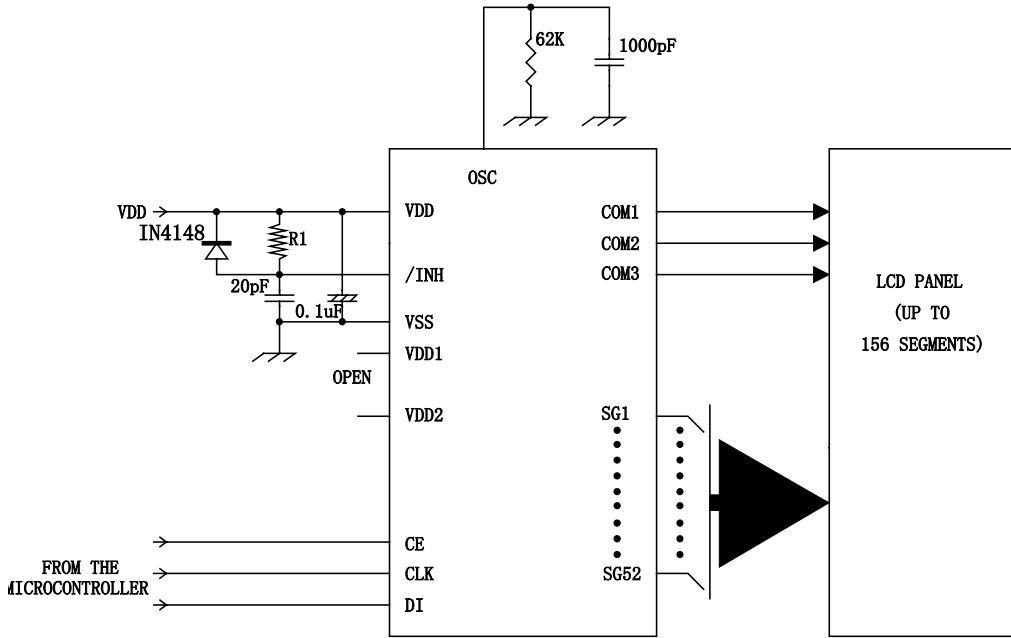 62K
1000pF
OSC
VDD
VDD
COM1
IN4148
R1
COM2
/INH
COM3
20pF
0.1uF
VSS
LCD PANEL
(UP TO
156 SEGMENTS)
VDD1
OPEN
VDD2
SG1
CE
FROM THE
MICROCONTROLLER
CLK
SG52
DI